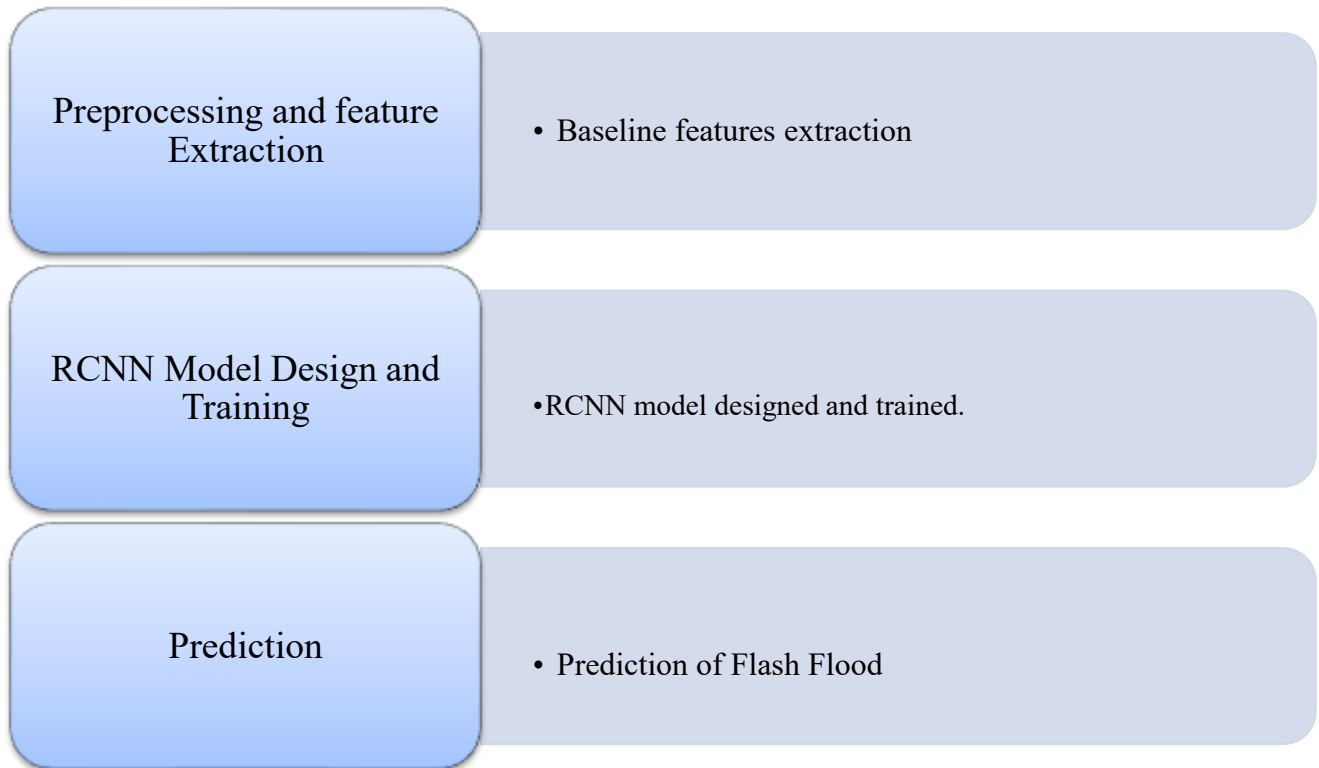 Preprocessing and feature
Extraction
• Baseline features extraction
RCNN Model Design and
Training
•RCNN model designed and trained.
Prediction
• Prediction of Flash Flood